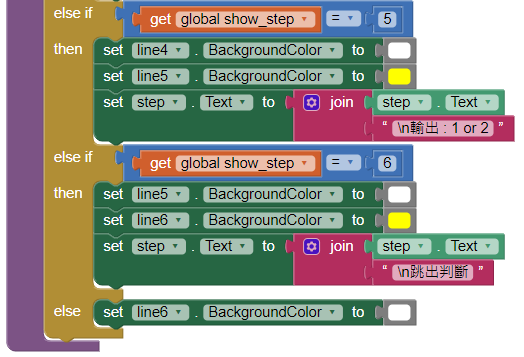 else if get global show_step = 5
then set line4 . BackgroundColor to
set line5 . BackgroundColor to
set step . Text to join step . Text
“ \n輸出 : 1 or 2 ”
else if get global show_step = 6
then set line5 . BackgroundColor to
set line6 . BackgroundColor to
set step . Text to join step . Text
“ \n跳出判斷 ”
else set line6 . BackgroundColor to